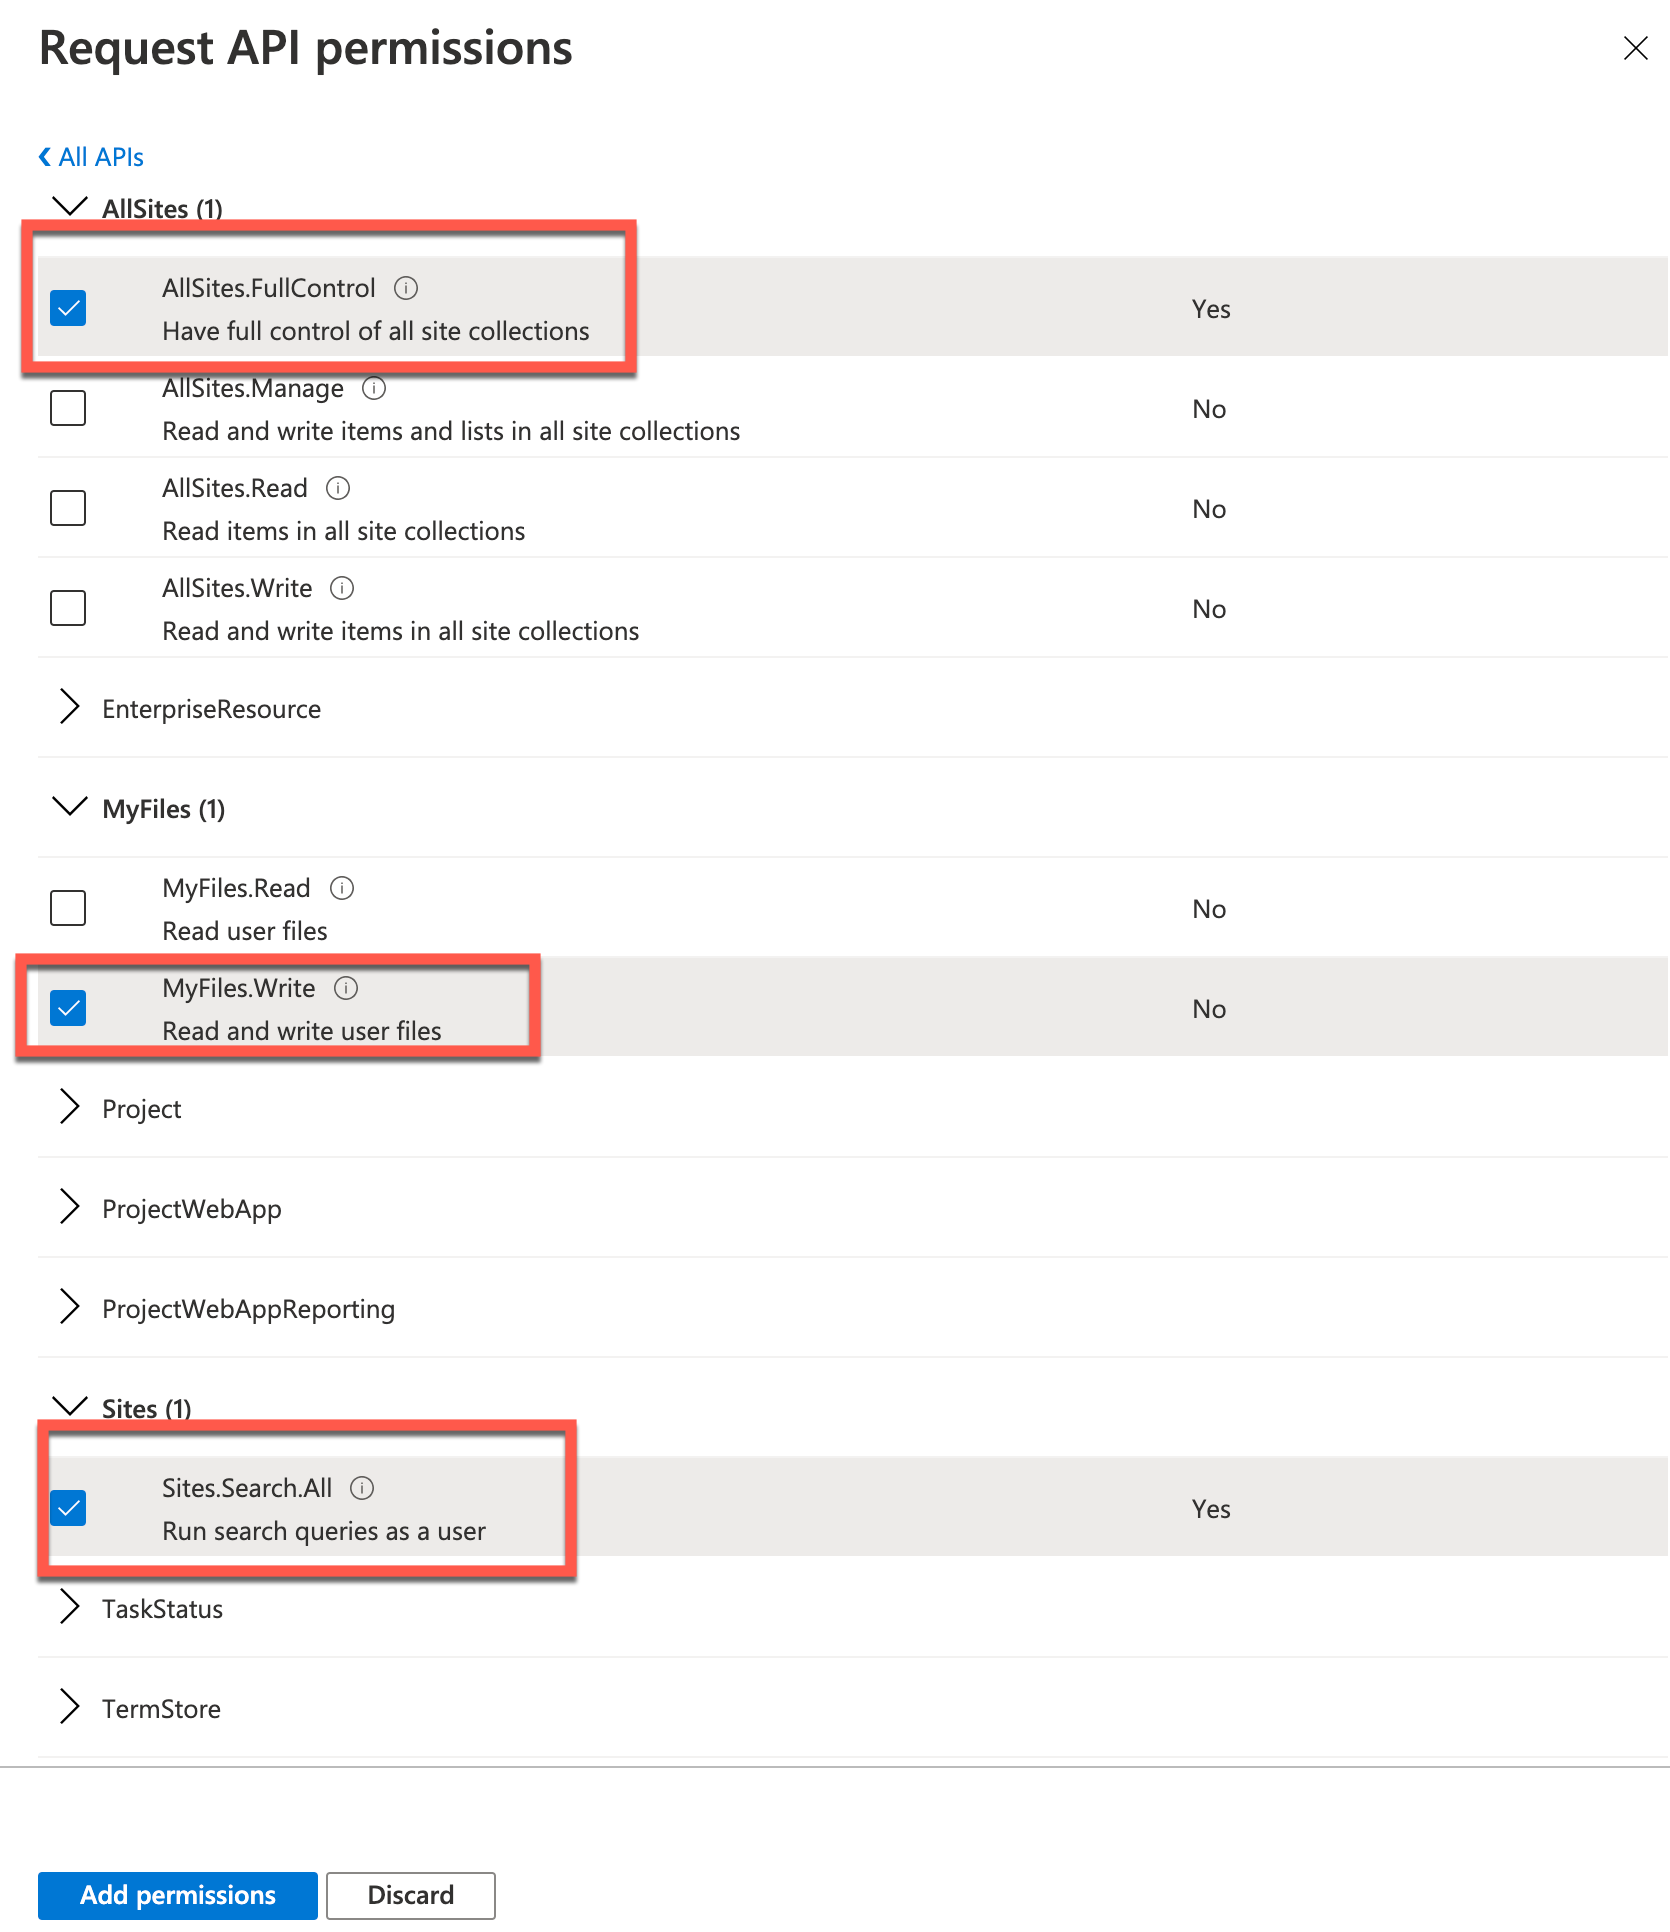 Request API permissions
All APIs
AllSites (1)
AllSites.FullControl
Have full control of all site collections
Yes
AllSites.Manage
Read and write items and lists in all site collections
No
AllSites.Read
Read items in all site collections
No
AllSites.Write
Read and write items in all site collections
No
EnterpriseResource
MyFiles (1)
MyFiles.Read
Read user files
No
MyFiles.Write
Read and write user files
No
Project
ProjectWebApp
ProjectWebAppReporting
Sites (1)
Sites.Search.All
Run search queries as a user
Yes
TaskStatus
TermStore
Add permissions
Discard